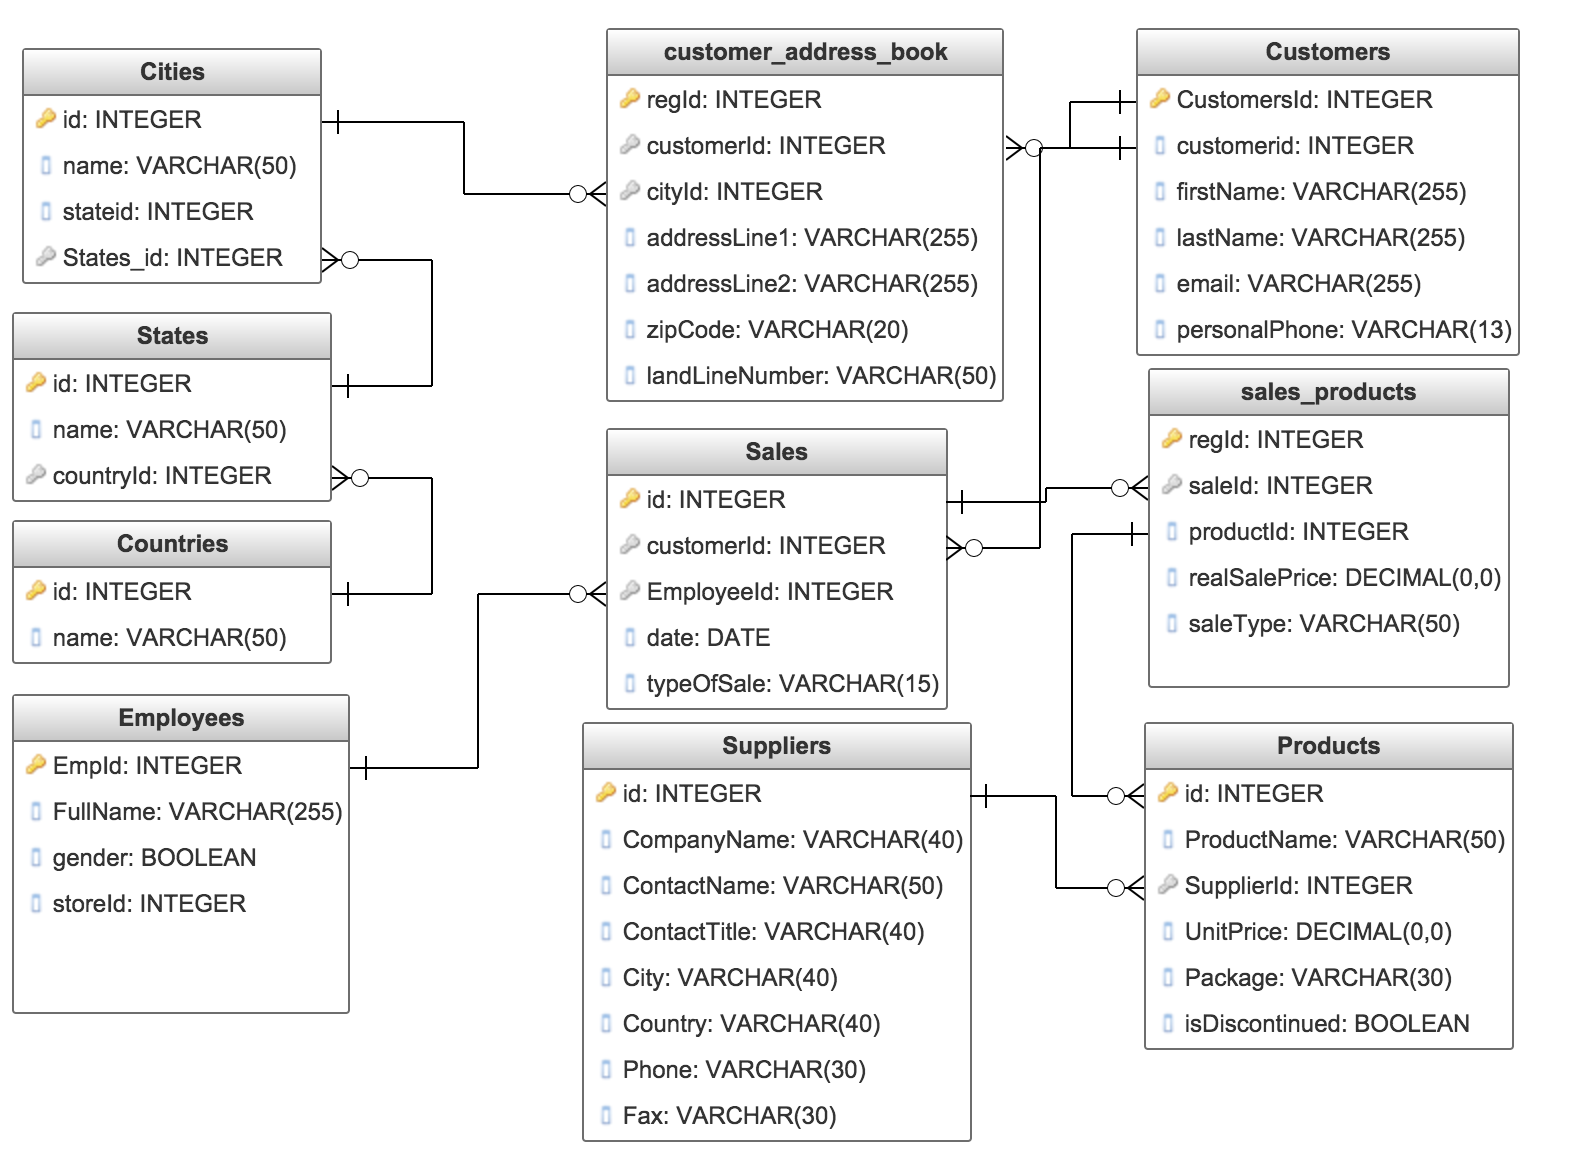 Cities
id: INTEGER
name: VARCHAR(50)
stateid: INTEGER
States_id: INTEGER
States
id: INTEGER
name: VARCHAR(50)
countryId: INTEGER
Countries
id: INTEGER
name: VARCHAR(50)
Employees
EmpId: INTEGER
FullName: VARCHAR(255)
gender: BOOLEAN
storeId: INTEGER
customer_address_book
regId: INTEGER
customerId: INTEGER
cityId: INTEGER
addressLine1: VARCHAR(255)
addressLine2: VARCHAR(255)
zipCode: VARCHAR(20)
landLineNumber: VARCHAR(50)
Sales
id: INTEGER
customerId: INTEGER
EmployeeId: INTEGER
date: DATE
typeOfSale: VARCHAR(15)
Suppliers
id: INTEGER
CompanyName: VARCHAR(40)
ContactName: VARCHAR(50)
ContactTitle: VARCHAR(40)
City: VARCHAR(40)
Country: VARCHAR(40)
Phone: VARCHAR(30)
Fax: VARCHAR(30)
Customers
CustomersId: INTEGER
customerid: INTEGER
firstName: VARCHAR(255)
lastName: VARCHAR(255)
email: VARCHAR(255)
personalPhone: VARCHAR(13)
sales_products
regId: INTEGER
saleId: INTEGER
productId: INTEGER
realSalePrice: DECIMAL(0,0)
saleType: VARCHAR(50)
Products
id: INTEGER
ProductName: VARCHAR(50)
SupplierId: INTEGER
UnitPrice: DECIMAL(0,0)
Package: VARCHAR(30)
isDiscontinued: BOOLEAN